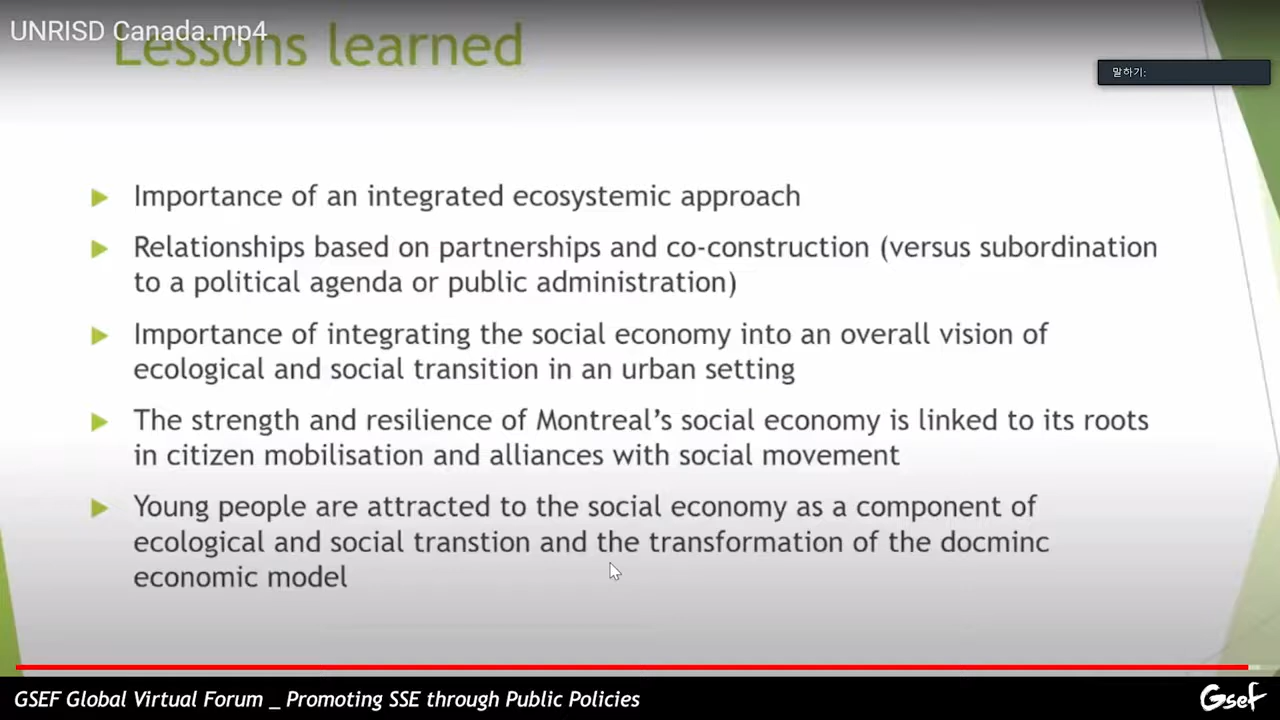 UNRISD Canada.mp4
Lessons learned
말하기:
Importance of an integrated ecosystemic approach
Relationships based on partnerships and co-construction (versus subordination
to a political agenda or public administration)
Importance of integrating the social economy into an overall vision of
ecological and social transition in an urban setting
The strength and resilience of Montreal's social economy is linked to its roots
in citizen mobilisation and alliances with social movement
Young people are attracted to the social economy as a component of
ecological and social transtion and the transformation of the docminc
economic model
GSEF Global Virtual Forum _ Promoting SSE through Public Policies
Gsef